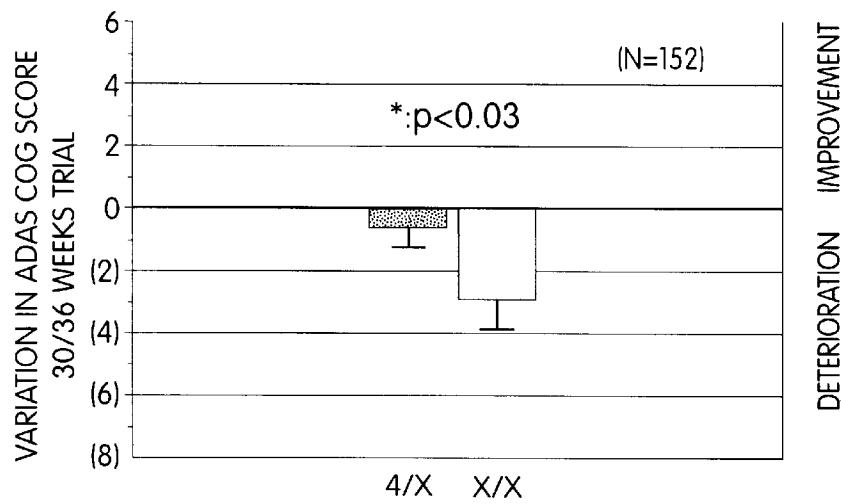 VARIATION IN ADAS COG SCORE
30/36 WEEKS TRIAL
6
4
2
0
(2)
(4)
(6)
(8)
(N=152)
*:p<0.03
4/X X/X
IMPROVEMENT
DETERIORATION